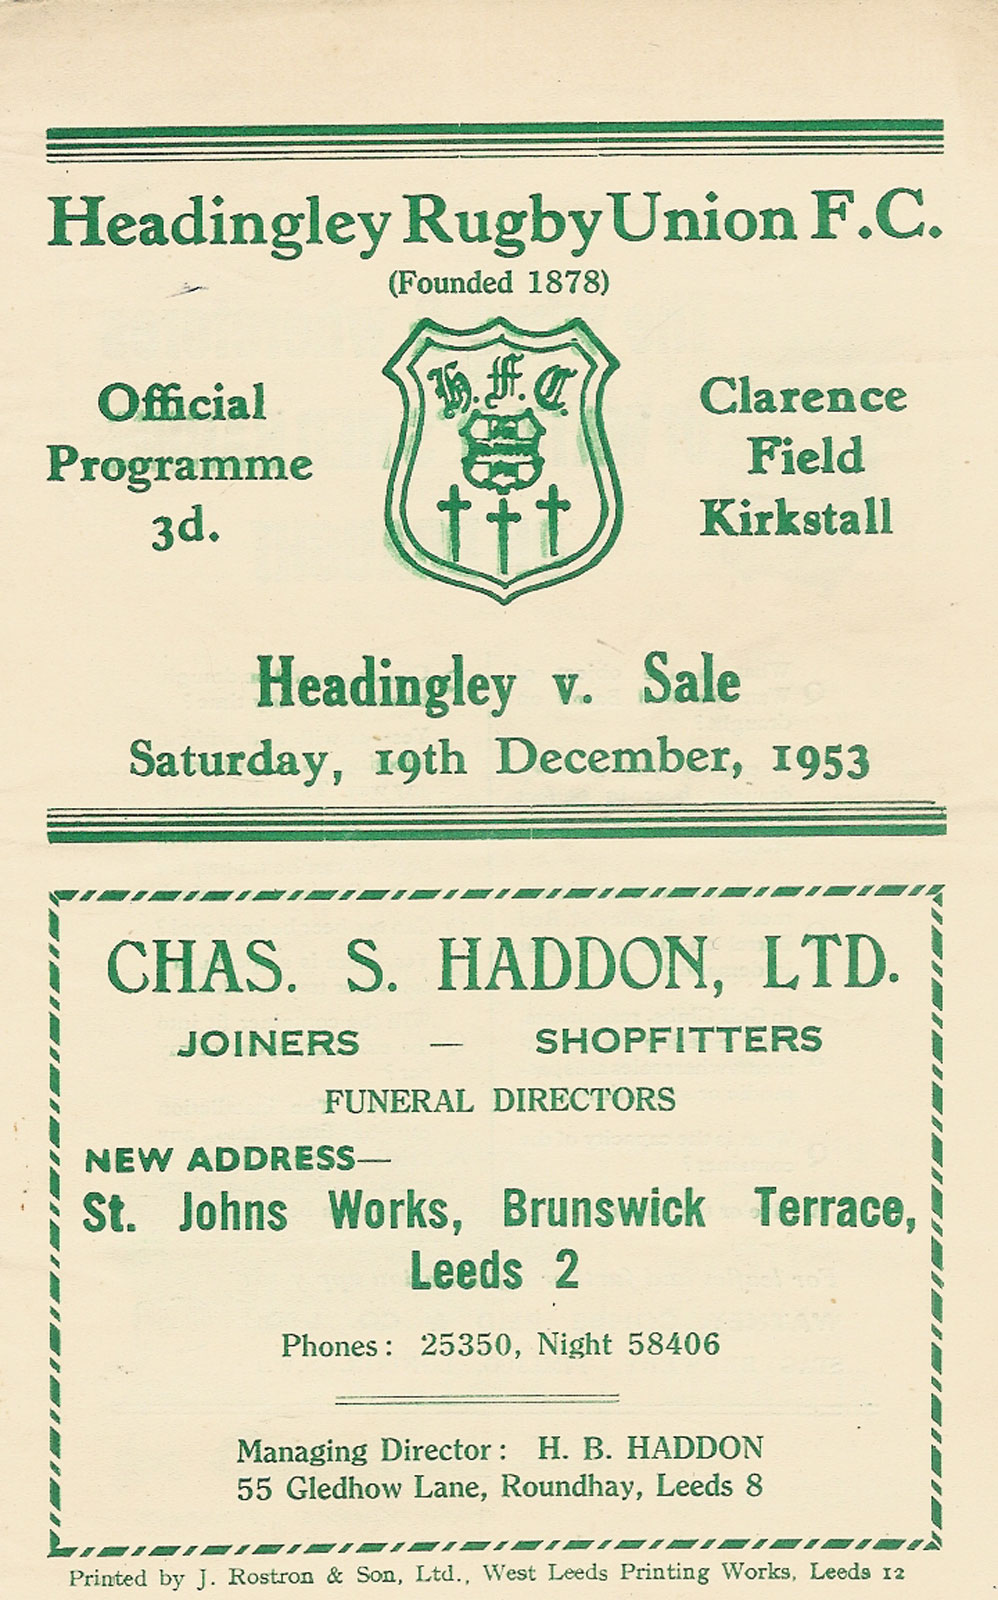 Headingley Rugby Union F.C.
(Founded 1878)
Official
Programme
3d.
H.F.C.
Clarence
Field
Kirkstall
Headingley v. Sale
Saturday, 19th December, 1953
CHAS. S. HADDON, LTD.
JOINERS — SHOPFITTERS
FUNERAL DIRECTORS
NEW ADDRESS—
St. Johns Works, Brunswick Terrace,
Leeds 2
Phones: 25350, Night 58406
Managing Director: H. B. HADDON
55 Gledhow Lane, Roundhay, Leeds 8
Printed by J. Rostron & Son, Ltd., West Leeds Printing Works, Leeds 12